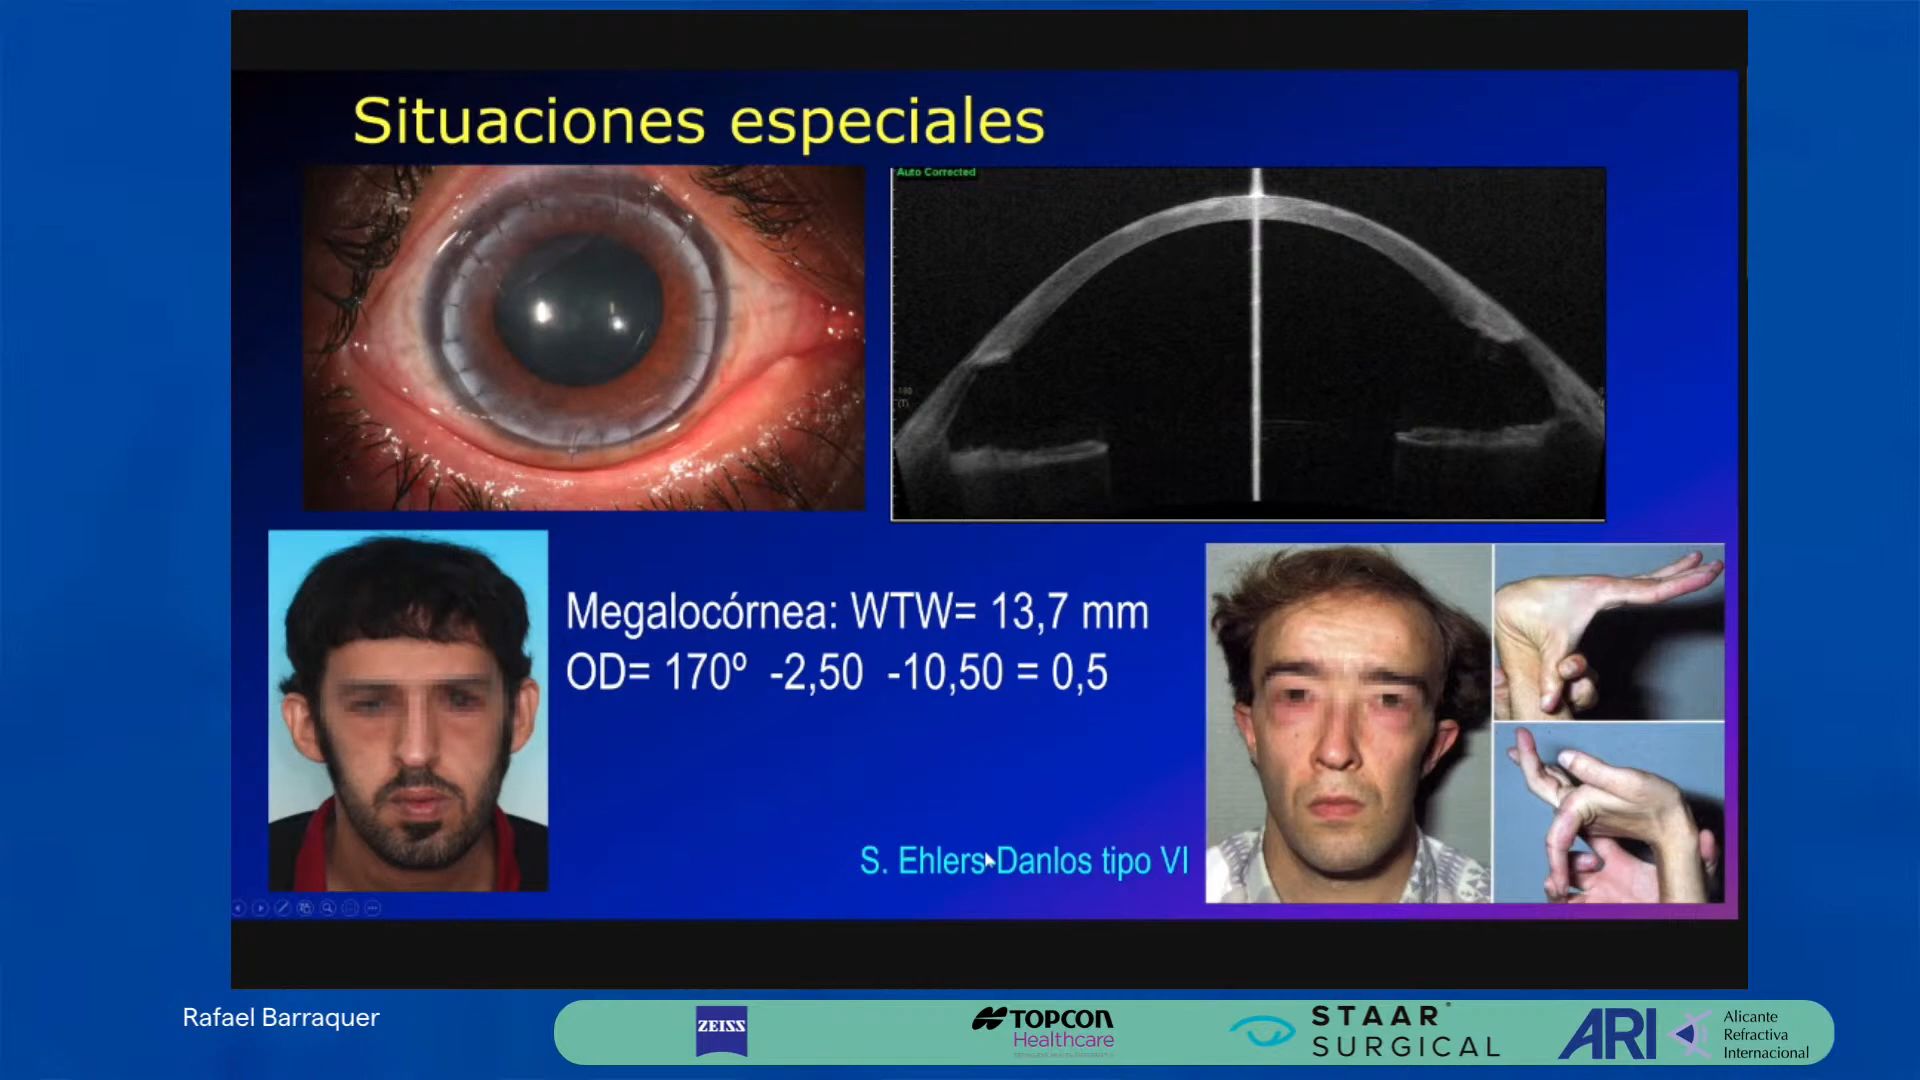 Situaciones especiales
Auto Corrected
Megalocórnea: WTW= 13,7 mm
OD= 170º -2,50 -10,50 = 0,5
S. Ehlers-Danlos tipo VI
Rafael Barraquer
ZEISS
TOPCON
Healthcare
STAAR
SURGICAL
ARI
Alicante
Refractiva
Internacional